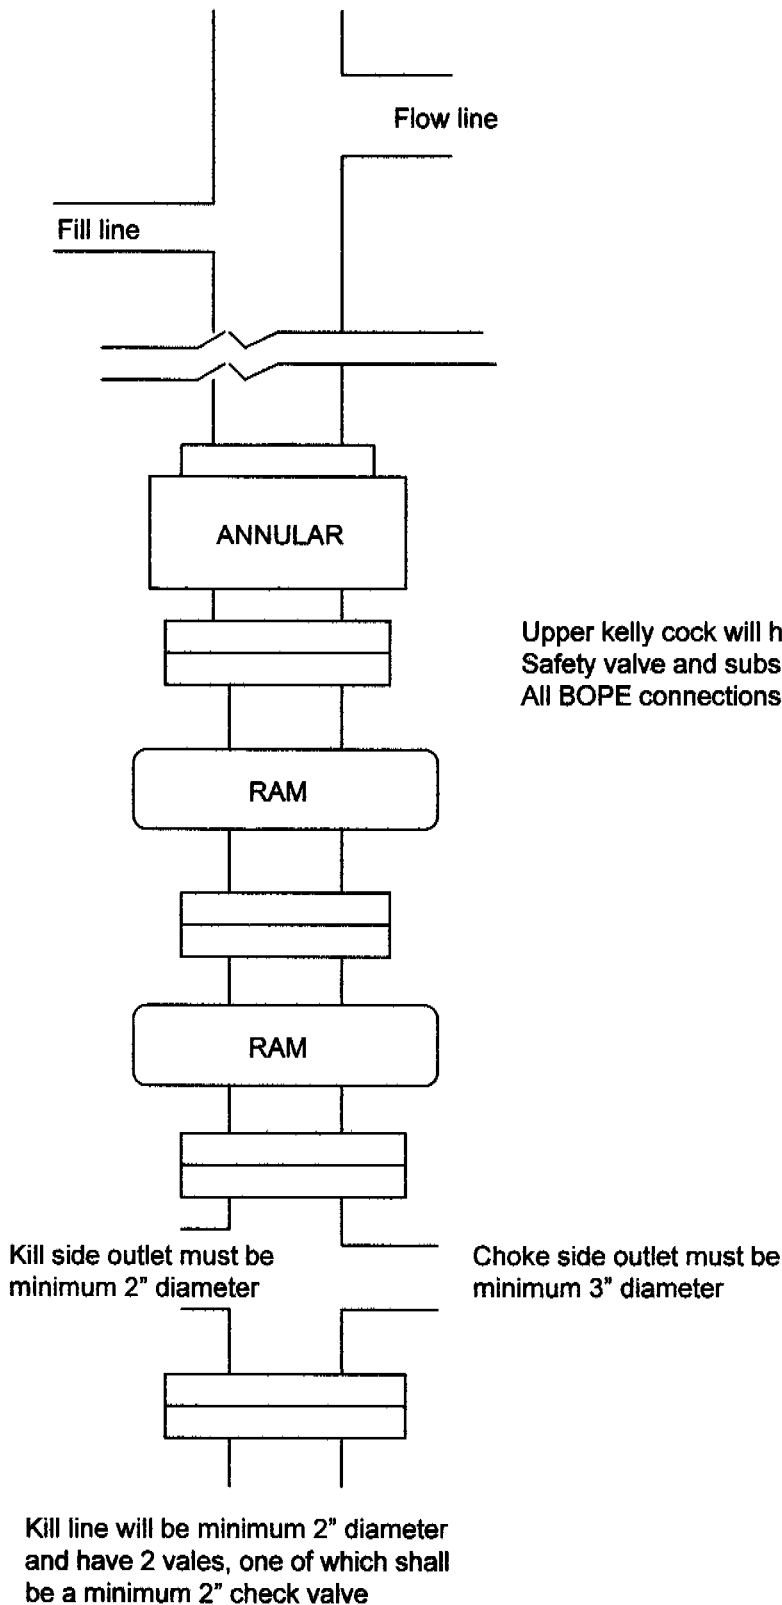 Flow line
Fill line
ANNULAR
Upper kelly cock will h
Safety valve and subs
All BOPE connections
RAM
RAM
Kill side outlet must be
minimum 2" diameter
Choke side outlet must be
minimum 3" diameter
Kill line will be minimum 2" diameter
and have 2 vales, one of which shall
be a minimum 2" check valve